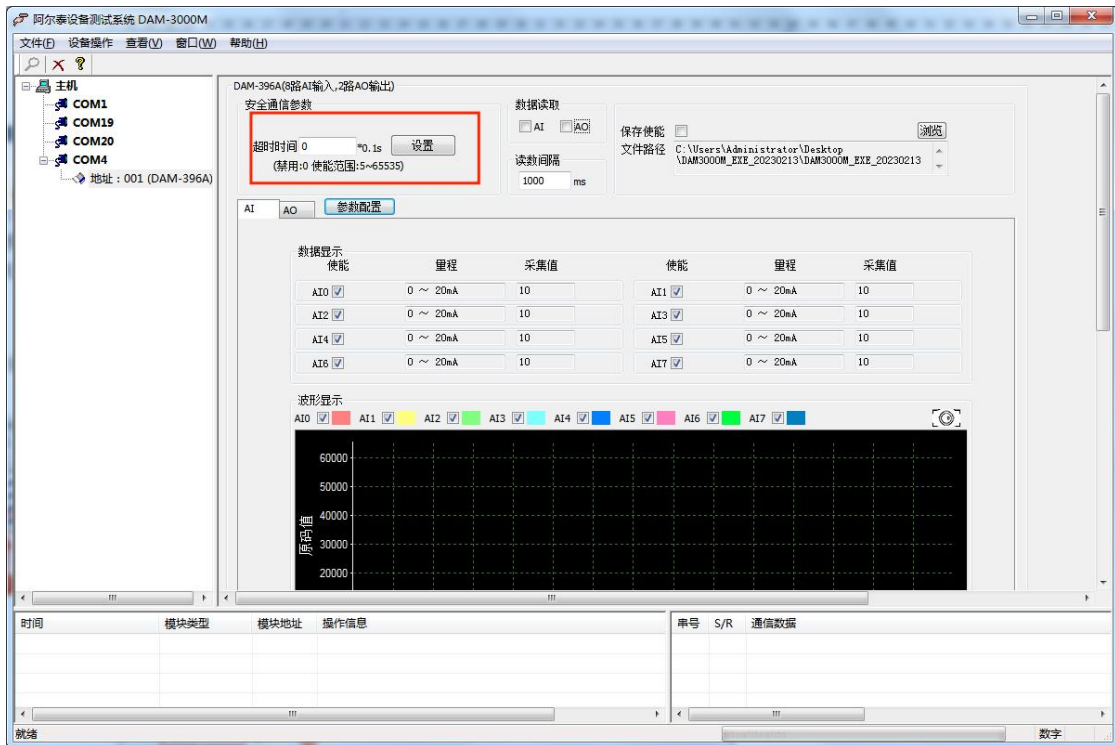 阿尔泰设备测试系统 DAM-3000M
文件(F) 设备操作 查看(V) 窗口(W) 帮助(H)
主机
COM1
COM19
COM20
COM4
地址：001 (DAM-396A)
DAM-396A(8路AI输入,2路AO输出)
安全通信参数
超时时间 0 *0.1s 设置
(禁用:0 使能范围:5~65535)
数据读取
AI AO
读数间隔
1000 ms
保存使能 浏览
文件路径 C:\Users\Administrator\Desktop
\DAM3000M_EXE_20230213\DAM3000M_EXE_20230213
AI AO 参数配置
数据显示
使能 量程 采集值 使能 量程 采集值
AI0 0 ～ 20mA 10 AI1 0 ～ 20mA 10
AI2 0 ～ 20mA 10 AI3 0 ～ 20mA 10
AI4 0 ～ 20mA 10 AI5 0 ～ 20mA 10
AI6 0 ～ 20mA 10 AI7 0 ～ 20mA 10
波形显示
AI0 AI1 AI2 AI3 AI4 AI5 AI6 AI7
原码值
60000
50000
40000
30000
20000
时间 模块类型 模块地址 操作信息
串号 S/R 通信数据
就绪 数字